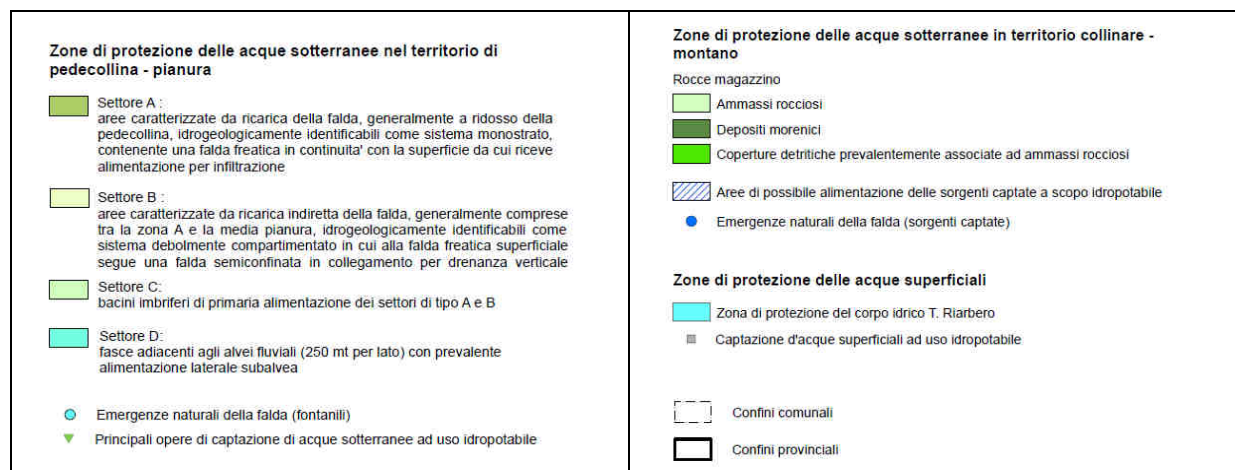 Zone di protezione delle acque sotterranee nel territorio di
pedecollina - pianura
Settore A :
aree caratterizzate da ricarica della falda, generalmente a ridosso della
pedecollina, idrogeologicamente identificabili come sistema monostrato,
contenente una falda freatica in continuita' con la superficie da cui riceve
alimentazione per infiltrazione
Settore B :
aree caratterizzate da ricarica indiretta della falda, generalmente comprese
tra la zona A e la media pianura, idrogeologicamente identificabili come
sistema debolmente compartimentato in cui alla falda freatica superficiale
segue una falda semiconfinata in collegamento per drenanza verticale
Settore C:
bacini imbriferi di primaria alimentazione dei settori di tipo A e B
Settore D:
fasce adiacenti agli alvei fluviali (250 mt per lato) con prevalente
alimentazione laterale subalvea
Emergenze naturali della falda (fontanili)
Principali opere di captazione di acque sotterranee ad uso idropotabile
Zone di protezione delle acque sotterranee in territorio collinare -
montano
Rocce magazzino
Ammassi rocciosi
Depositi morenici
Coperture detritiche prevalentemente associate ad ammassi rocciosi
Aree di possibile alimentazione delle sorgenti captate a scopo idropotabile
Emergenze naturali della falda (sorgenti captate)
Zone di protezione delle acque superficiali
Zona di protezione del corpo idrico T. Riarbero
Captazione d'acque superficiali ad uso idropotabile
Confini comunali
Confini provinciali